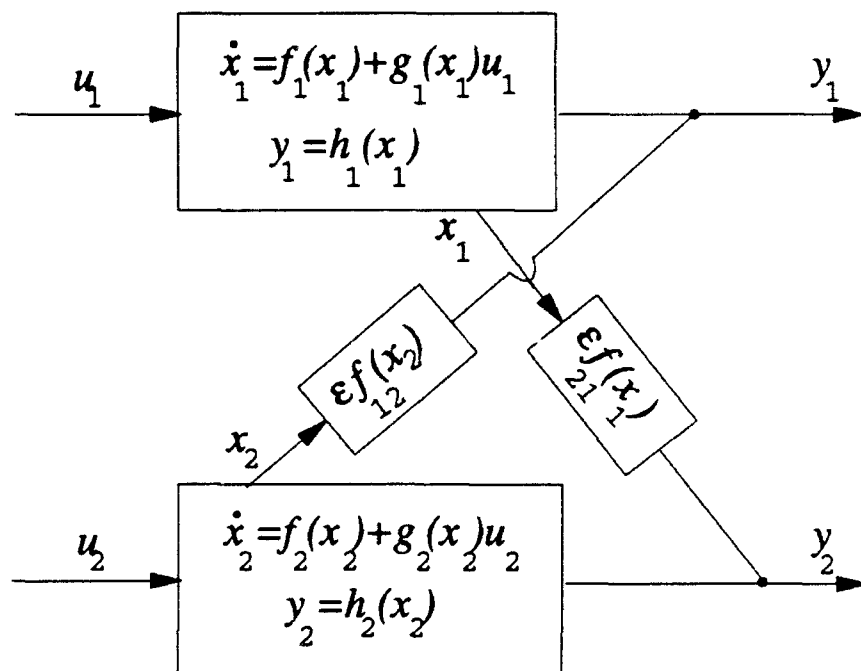 u₁
ẋ₁=f₁(x₁)+g₁(x₁)u₁
y₁=h₁(x₁)
y₁
x₁
εf₁₂(x₂)
εf₂₁(x₁)
x₂
u₂
ẋ₂=f₂(x₂)+g₂(x₂)u₂
y₂=h₂(x₂)
y₂